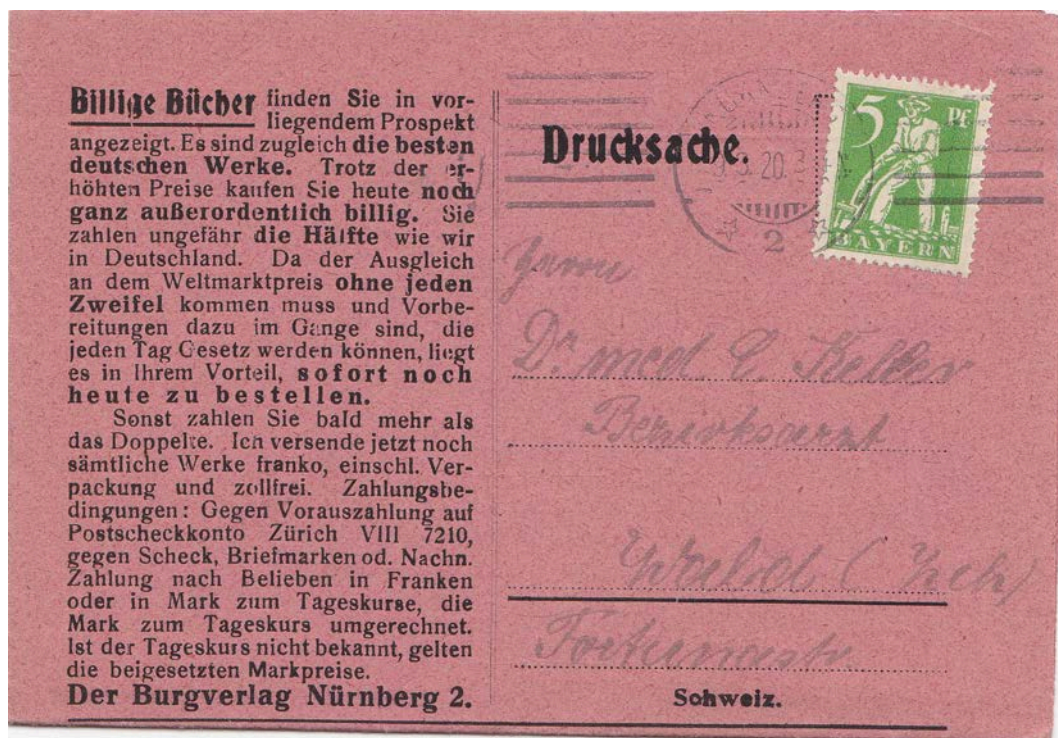 Billige Bücher finden Sie in vor-
liegendem Prospekt
angezeigt. Es sind zugleich die besten
deutschen Werke. Trotz der er-
höhten Preise kaufen Sie heute noch
ganz außerordentlich billig. Sie
zahlen ungefähr die Hälfte wie wir
in Deutschland. Da der Ausgleich
an dem Weltmarktpreis ohne jeden
Zweifel kommen muss und Vorbe-
reitungen dazu im Gange sind, die
jeden Tag Gesetz werden können, liegt
es in Ihrem Vorteil, sofort noch
heute zu bestellen.
Sonst zahlen Sie bald mehr als
das Doppelte. Ich versende jetzt noch
sämtliche Werke franko, einschl. Ver-
packung und zollfrei. Zahlungsbe-
dingungen: Gegen Vorauszahlung auf
Postscheckkonto Zürich VIII 7210,
gegen Scheck, Briefmarken od. Nachn.
Zahlung nach Belieben in Franken
oder in Mark zum Tageskurse, die
Mark zum Tageskurs umgerechnet.
Ist der Tageskurs nicht bekannt, gelten
die beigesetzten Markpreise.
Der Burgverlag Nürnberg 2.
Drucksache.
5 Pf
BAYERN
20
2
Herrn
Dr. med. E. Keller
Bezirksarzt
Wald (Zch)
Schweiz.